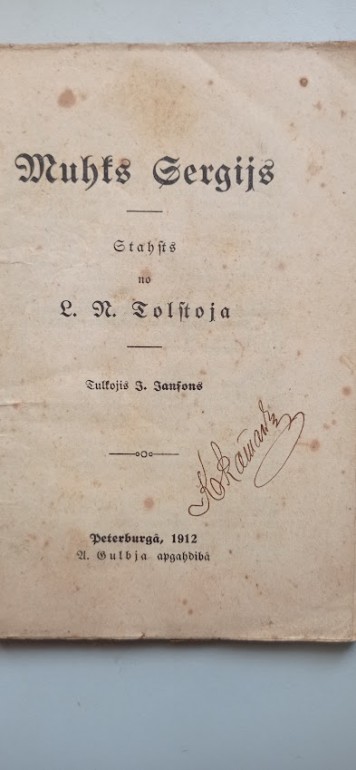 Muhks Sergijs
Stahsts
no
L. N. Tolstoja
Tulkojis J. Jansons
Peterburgā, 1912
A. Gulbja apgahdibā